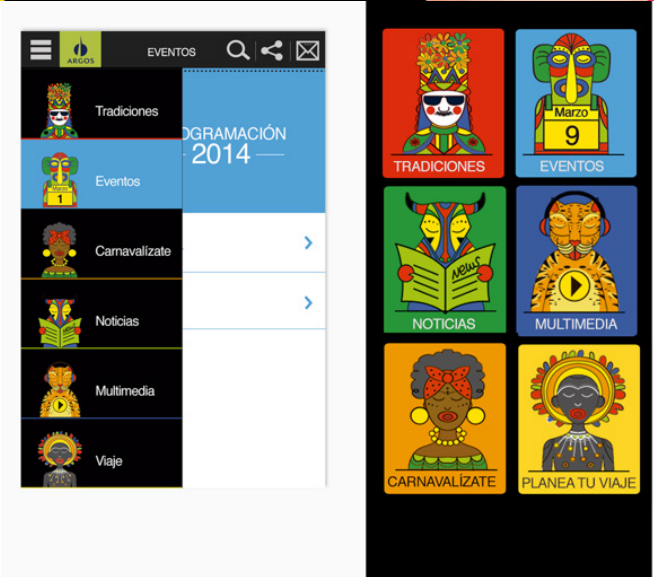 ARGOS
EVENTOS
Tradiciones
OGRAMACIÓN
2014
Marzo
1
Eventos
Carnavalízate
Noticias
Multimedia
Viaje
TRADICIONES
Marzo
9
EVENTOS
News
NOTICIAS
MULTIMEDIA
CARNAVALÍZATE
PLANEA TU VIAJE